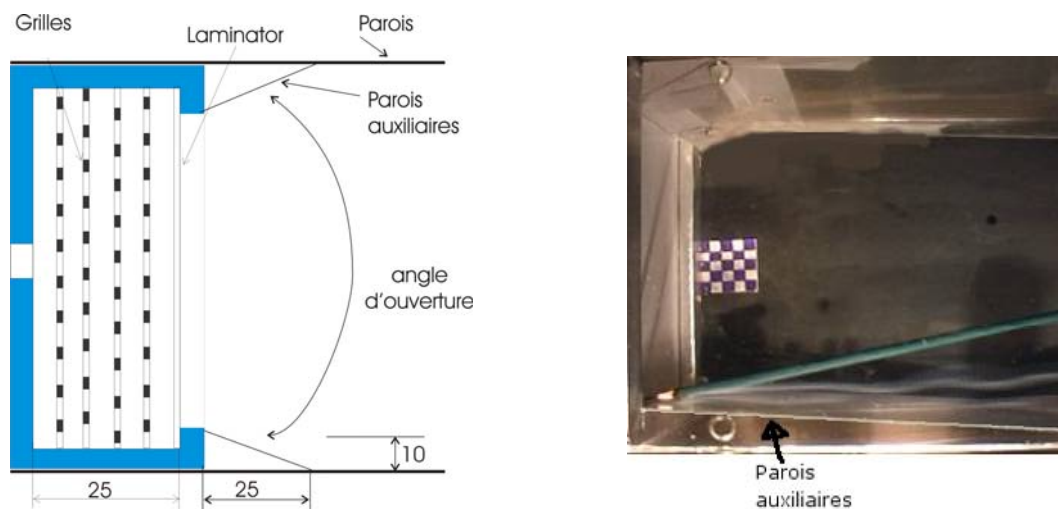 Grilles
Laminator
Parois
Parois
auxiliaires
angle
d'ouverture
10
25
25
Parois
auxiliaires